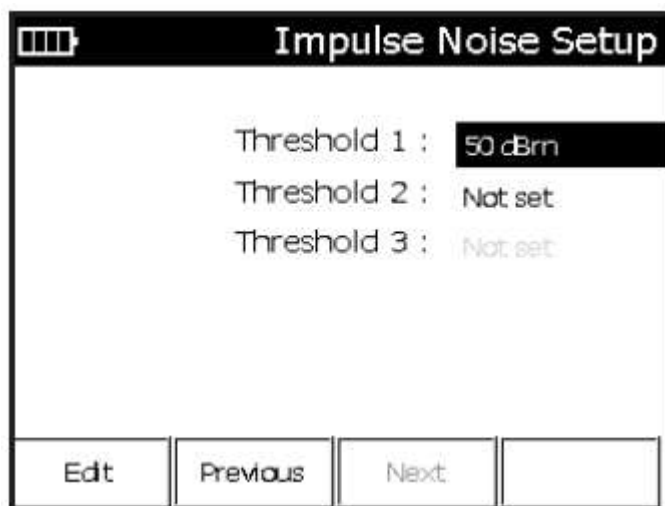 Impulse Noise Setup
Threshold 1 : 50 dBrn
Threshold 2 : Not set
Threshold 3 : Not set
Edit Previous Next